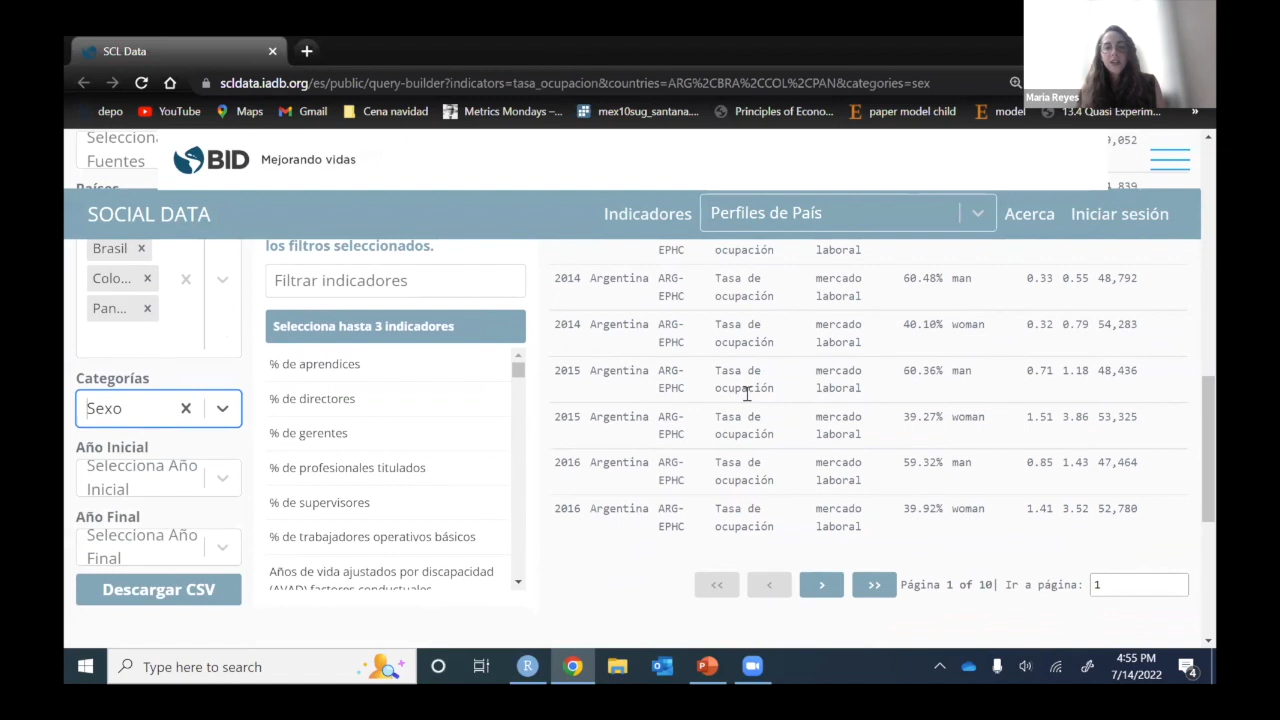 SCL Data
scldata.iadb.org/es/public/query-builder?indicators=tasa_ocupacion&countries=ARG%2CBRA%2CCOL%2CPAN&categories=sex
Maria Reyes
depo YouTube Maps Gmail Cena navidad Metrics Mondays –... mex10sug_santana.... Principles of Econo... paper model child model 13.4 Quasi Experim... »
Selecciona
Fuentes
BID Mejorando vidas
,052
Países
839
SOCIAL DATA Indicadores Perfiles de País Acerca Iniciar sesión
Brasil
Colo...
Pan...
Categorías
Sexo
Año Inicial
Selecciona Año
Inicial
Año Final
Selecciona Año
Final
Descargar CSV
los filtros seleccionados.
Filtrar indicadores
Selecciona hasta 3 indicadores
% de aprendices
% de directores
% de gerentes
% de profesionales titulados
% de supervisores
% de trabajadores operativos básicos
Años de vida ajustados por discapacidad
(AVAD) factores conductuales
EPHC ocupación laboral
2014 Argentina ARG- Tasa de mercado 60.48% man 0.33 0.55 48,792
EPHC ocupación laboral
2014 Argentina ARG- Tasa de mercado 40.10% woman 0.32 0.79 54,283
EPHC ocupación laboral
2015 Argentina ARG- Tasa de mercado 60.36% man 0.71 1.18 48,436
EPHC ocupación laboral
2015 Argentina ARG- Tasa de mercado 39.27% woman 1.51 3.86 53,325
EPHC ocupación laboral
2016 Argentina ARG- Tasa de mercado 59.32% man 0.85 1.43 47,464
EPHC ocupación laboral
2016 Argentina ARG- Tasa de mercado 39.92% woman 1.41 3.52 52,780
EPHC ocupación laboral
<< < > >> Página 1 of 10| Ir a página: 1
Type here to search
4:55 PM
7/14/2022
4